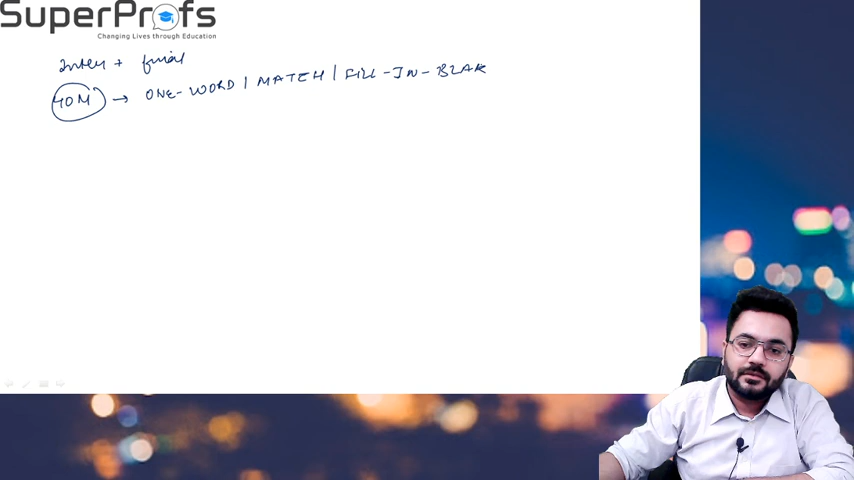 SuperProfs
Changing Lives through Education
Inter + final
40M → ONE-WORD | MATCH | FILL-IN-BLAK